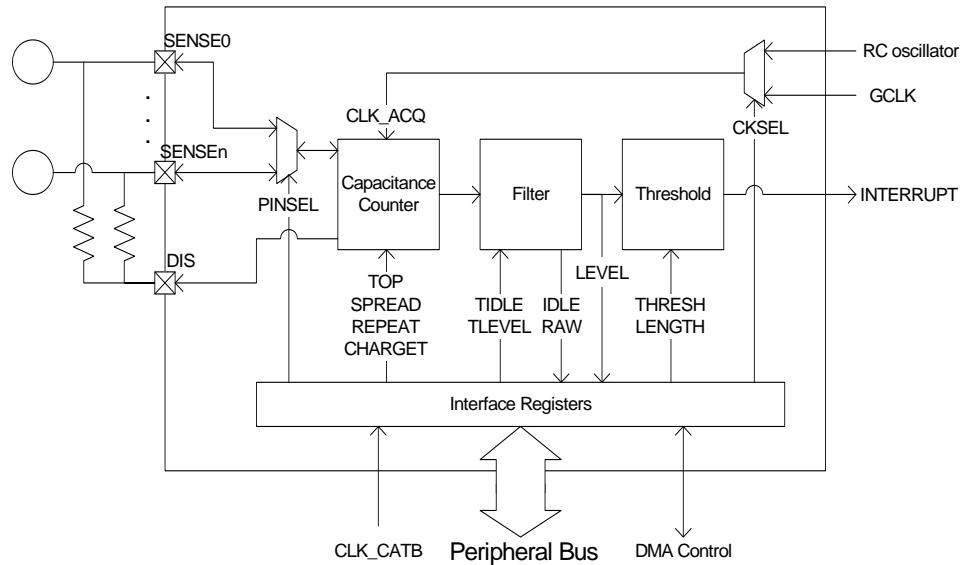 SENSE0
RC oscillator
GCLK
CLK_ACQ
CKSEL
SENSEn
PINSEL
Capacitance
Counter
Filter
Threshold
INTERRUPT
DIS
LEVEL
TOP
SPREAD
REPEAT
CHARGET
TIDLE
TLEVEL
IDLE
RAW
THRESH
LENGTH
Interface Registers
CLK_CATB
Peripheral Bus
DMA Control